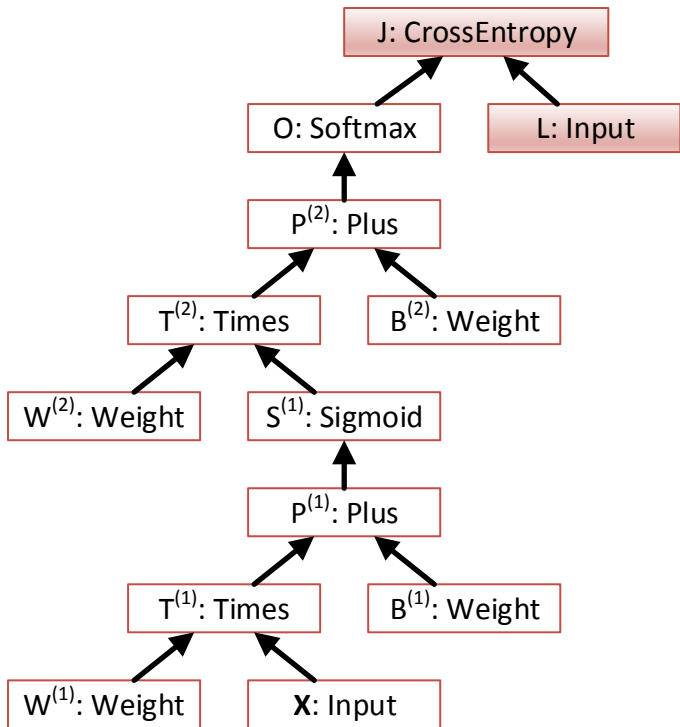 J: CrossEntropy
O: Softmax
L: Input
P(2): Plus
T(2): Times
B(2): Weight
W(2): Weight
S(1): Sigmoid
P(1): Plus
T(1): Times
B(1): Weight
W(1): Weight
X: Input